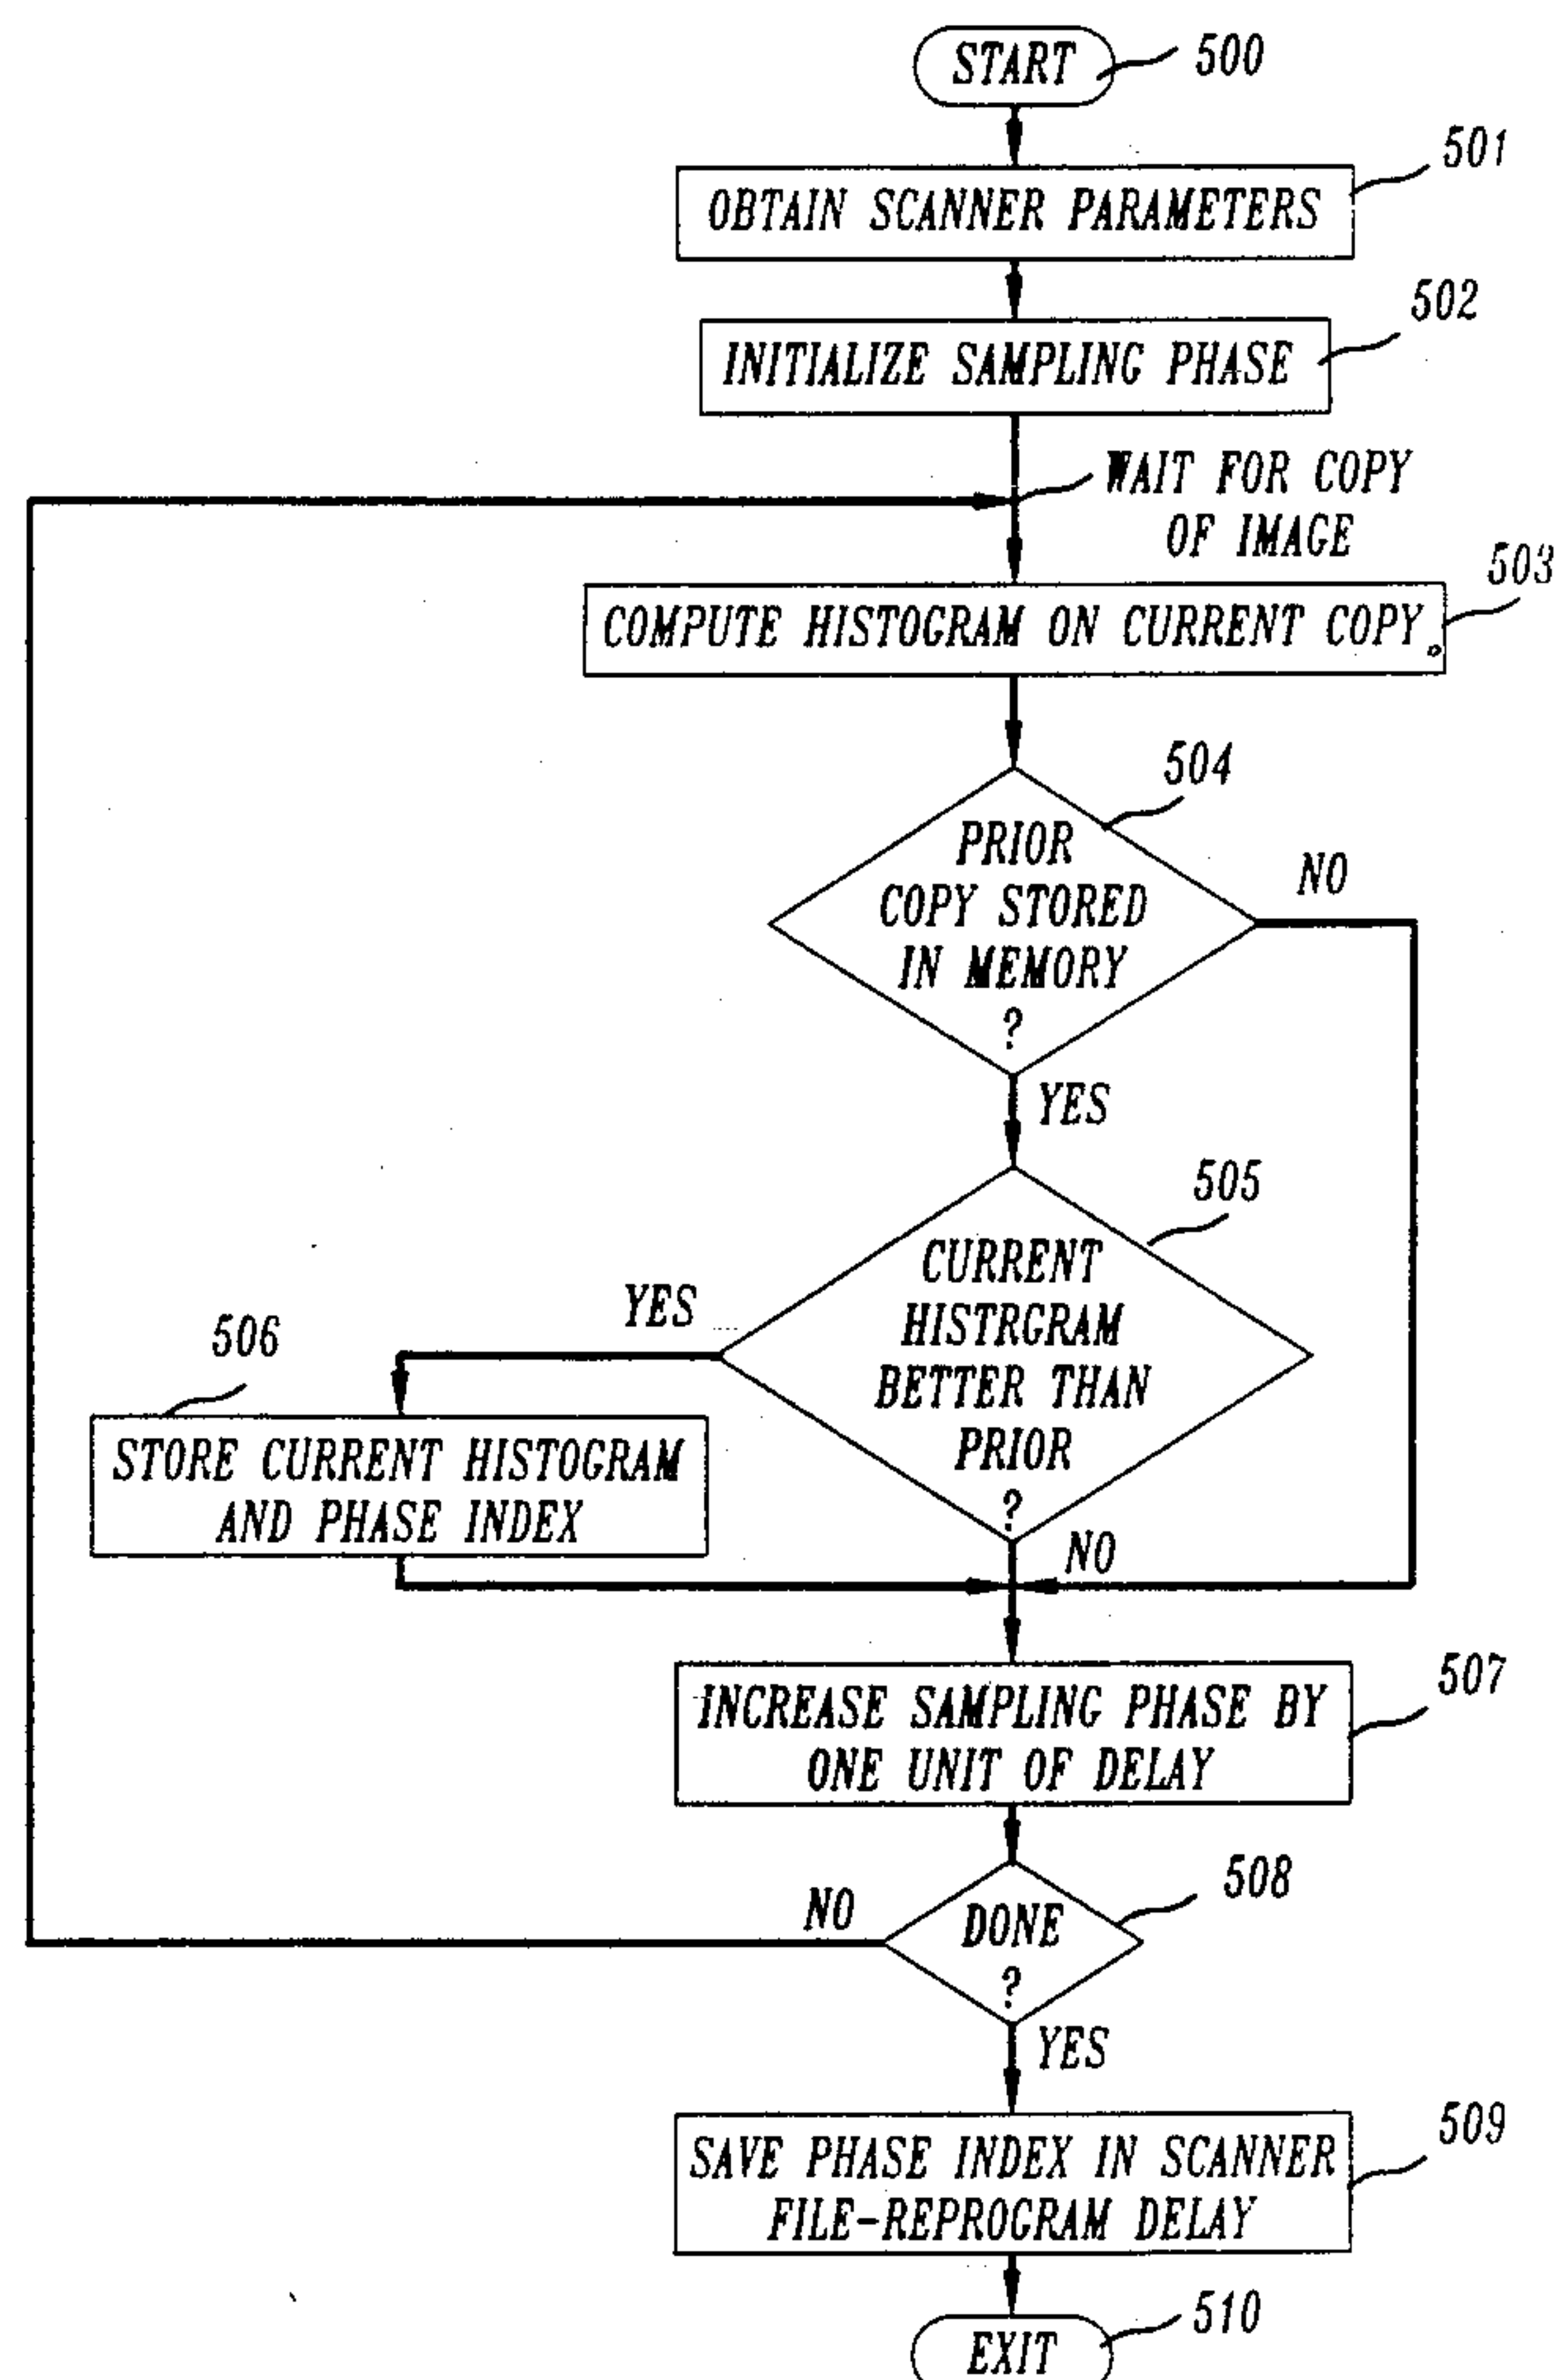 START
500
501
OBTAIN SCANNER PARAMETERS
502
INITIALIZE SAMPLING PHASE
WAIT FOR COPY
OF IMAGE
503
COMPUTE HISTOGRAM ON CURRENT COPY.
504
PRIOR
COPY STORED
IN MEMORY
?
NO
YES
505
CURRENT
HISTRGRAM
BETTER THAN
PRIOR
?
YES
NO
506
STORE CURRENT HISTOGRAM
AND PHASE INDEX
507
INCREASE SAMPLING PHASE BY
ONE UNIT OF DELAY
508
DONE
?
NO
YES
509
SAVE PHASE INDEX IN SCANNER
FILE-REPROGRAM DELAY
510
EXIT